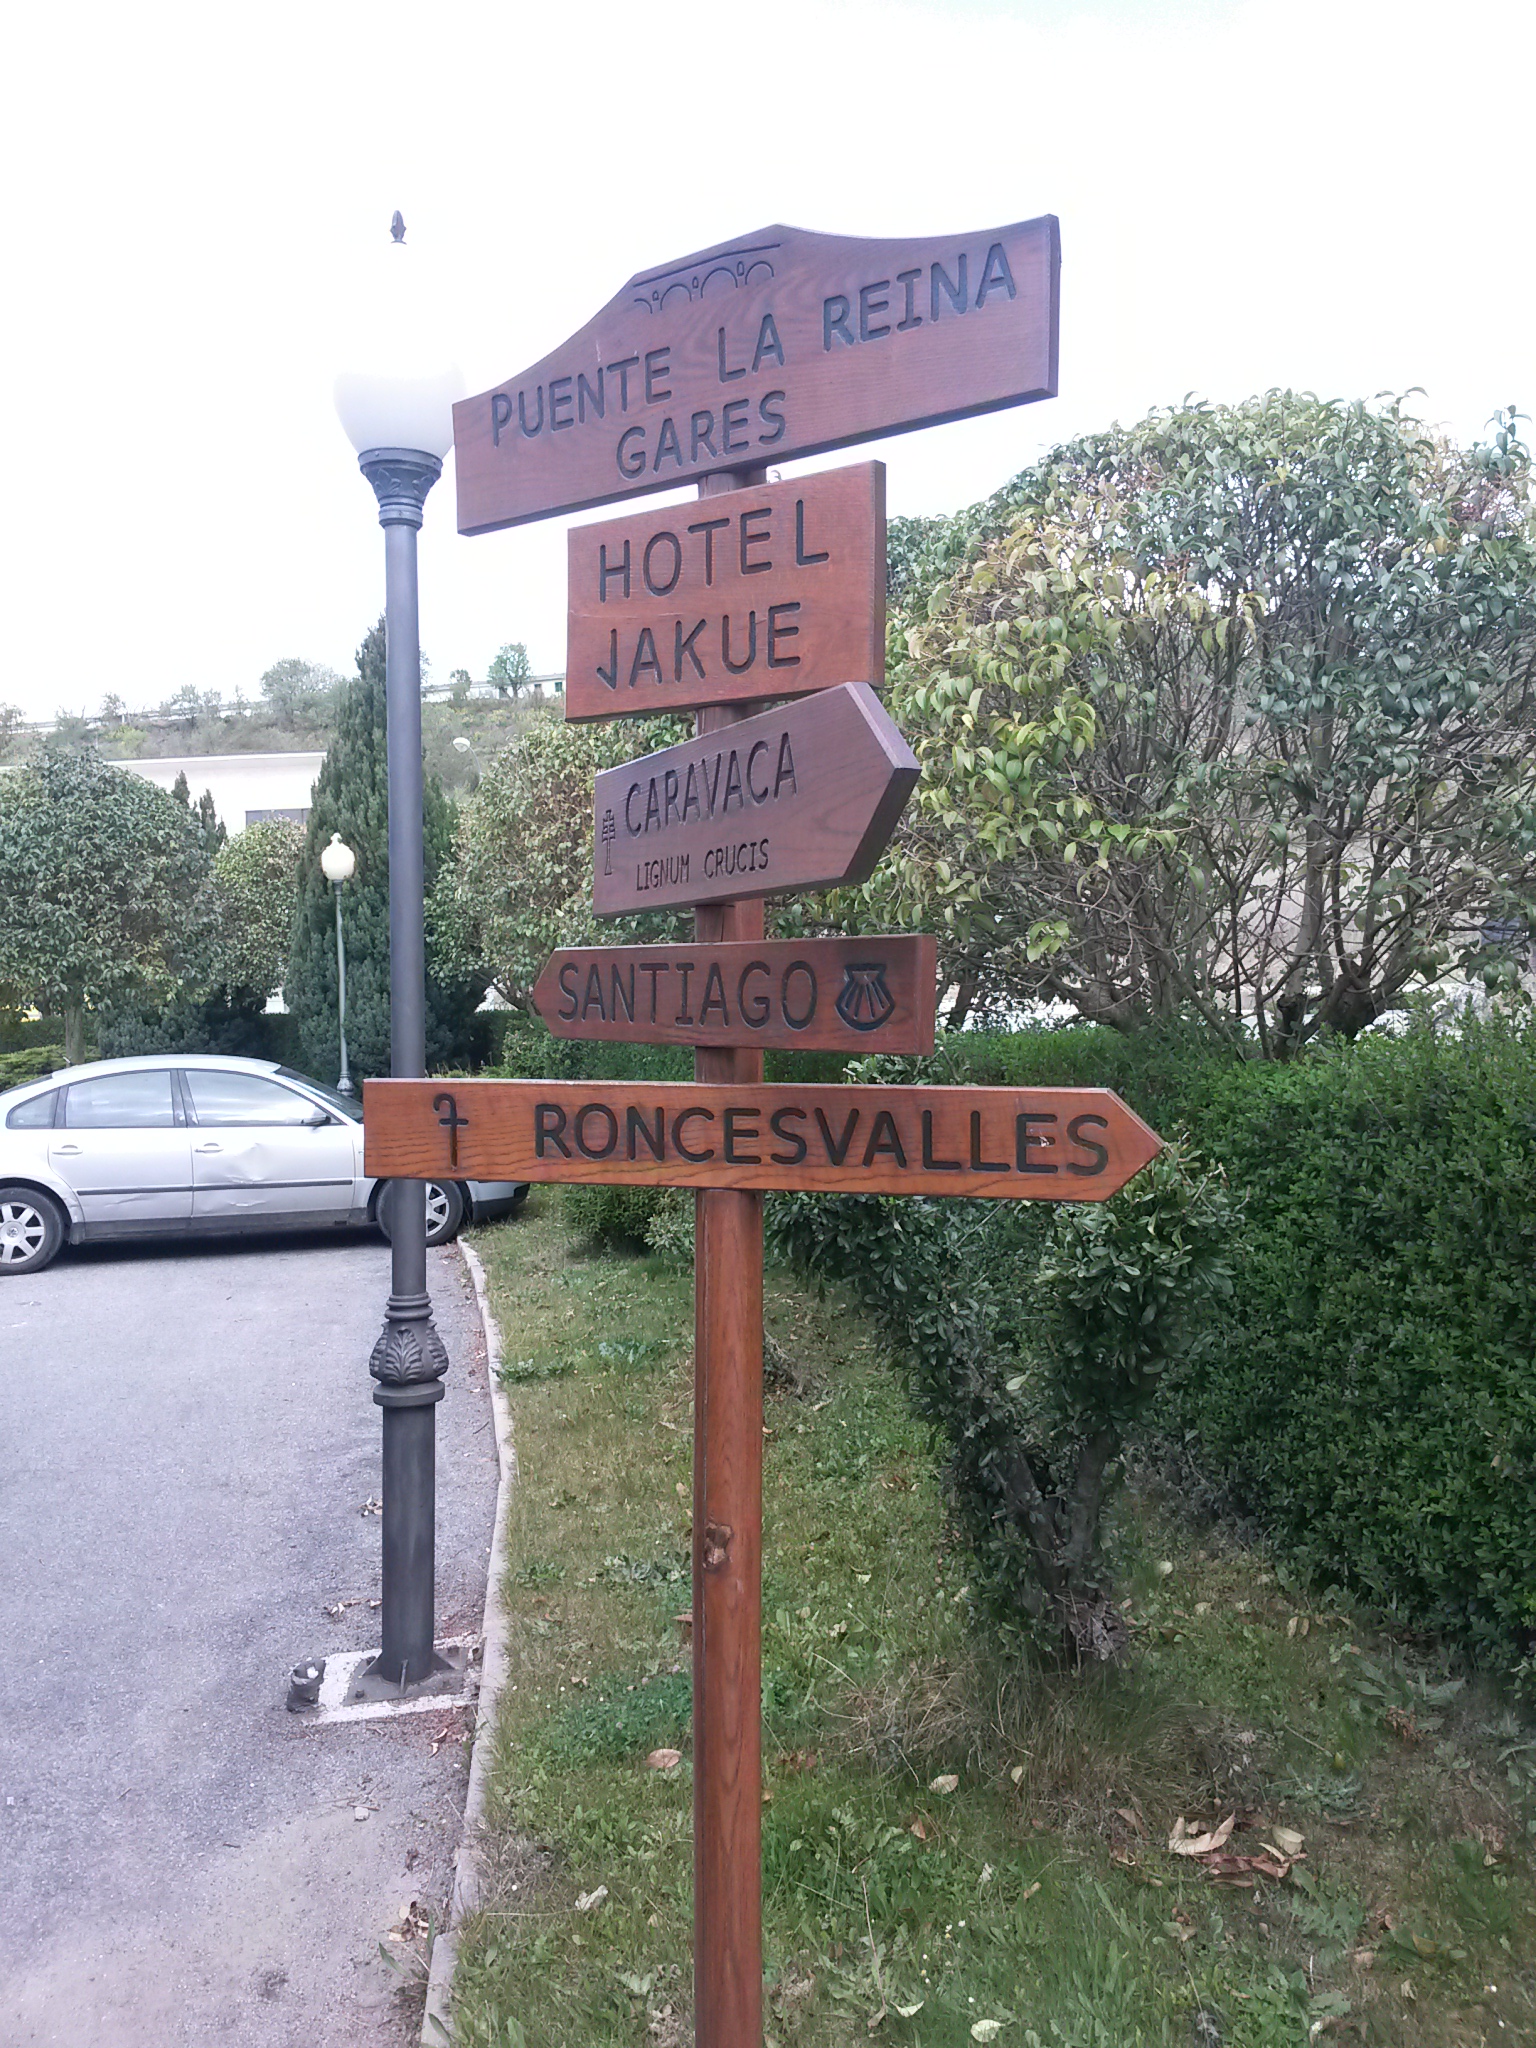 PUENTE LA REINA
GARES
HOTEL
JAKUE
CARAVACA
LIGNUM CRUCIS
SANTIAGO
RONCESVALLES